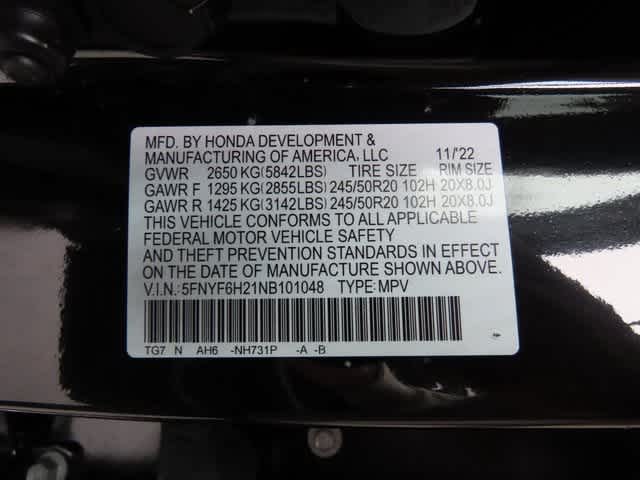 MFD. BY HONDA DEVELOPMENT &
MANUFACTURING OF AMERICA, LLC 11/'22
GVWR 2650 KG(5842LBS) TIRE SIZE RIM SIZE
GAWR F 1295 KG(2855LBS) 245/50R20 102H 20X8.0J
GAWR R 1425 KG(3142LBS) 245/50R20 102H 20X8.0J
THIS VEHICLE CONFORMS TO ALL APPLICABLE
FEDERAL MOTOR VEHICLE SAFETY
AND THEFT PREVENTION STANDARDS IN EFFECT
ON THE DATE OF MANUFACTURE SHOWN ABOVE.
V.I.N.:5FNYF6H21NB101048 TYPE:MPV
TG7 N AH6 -NH731P -A -B